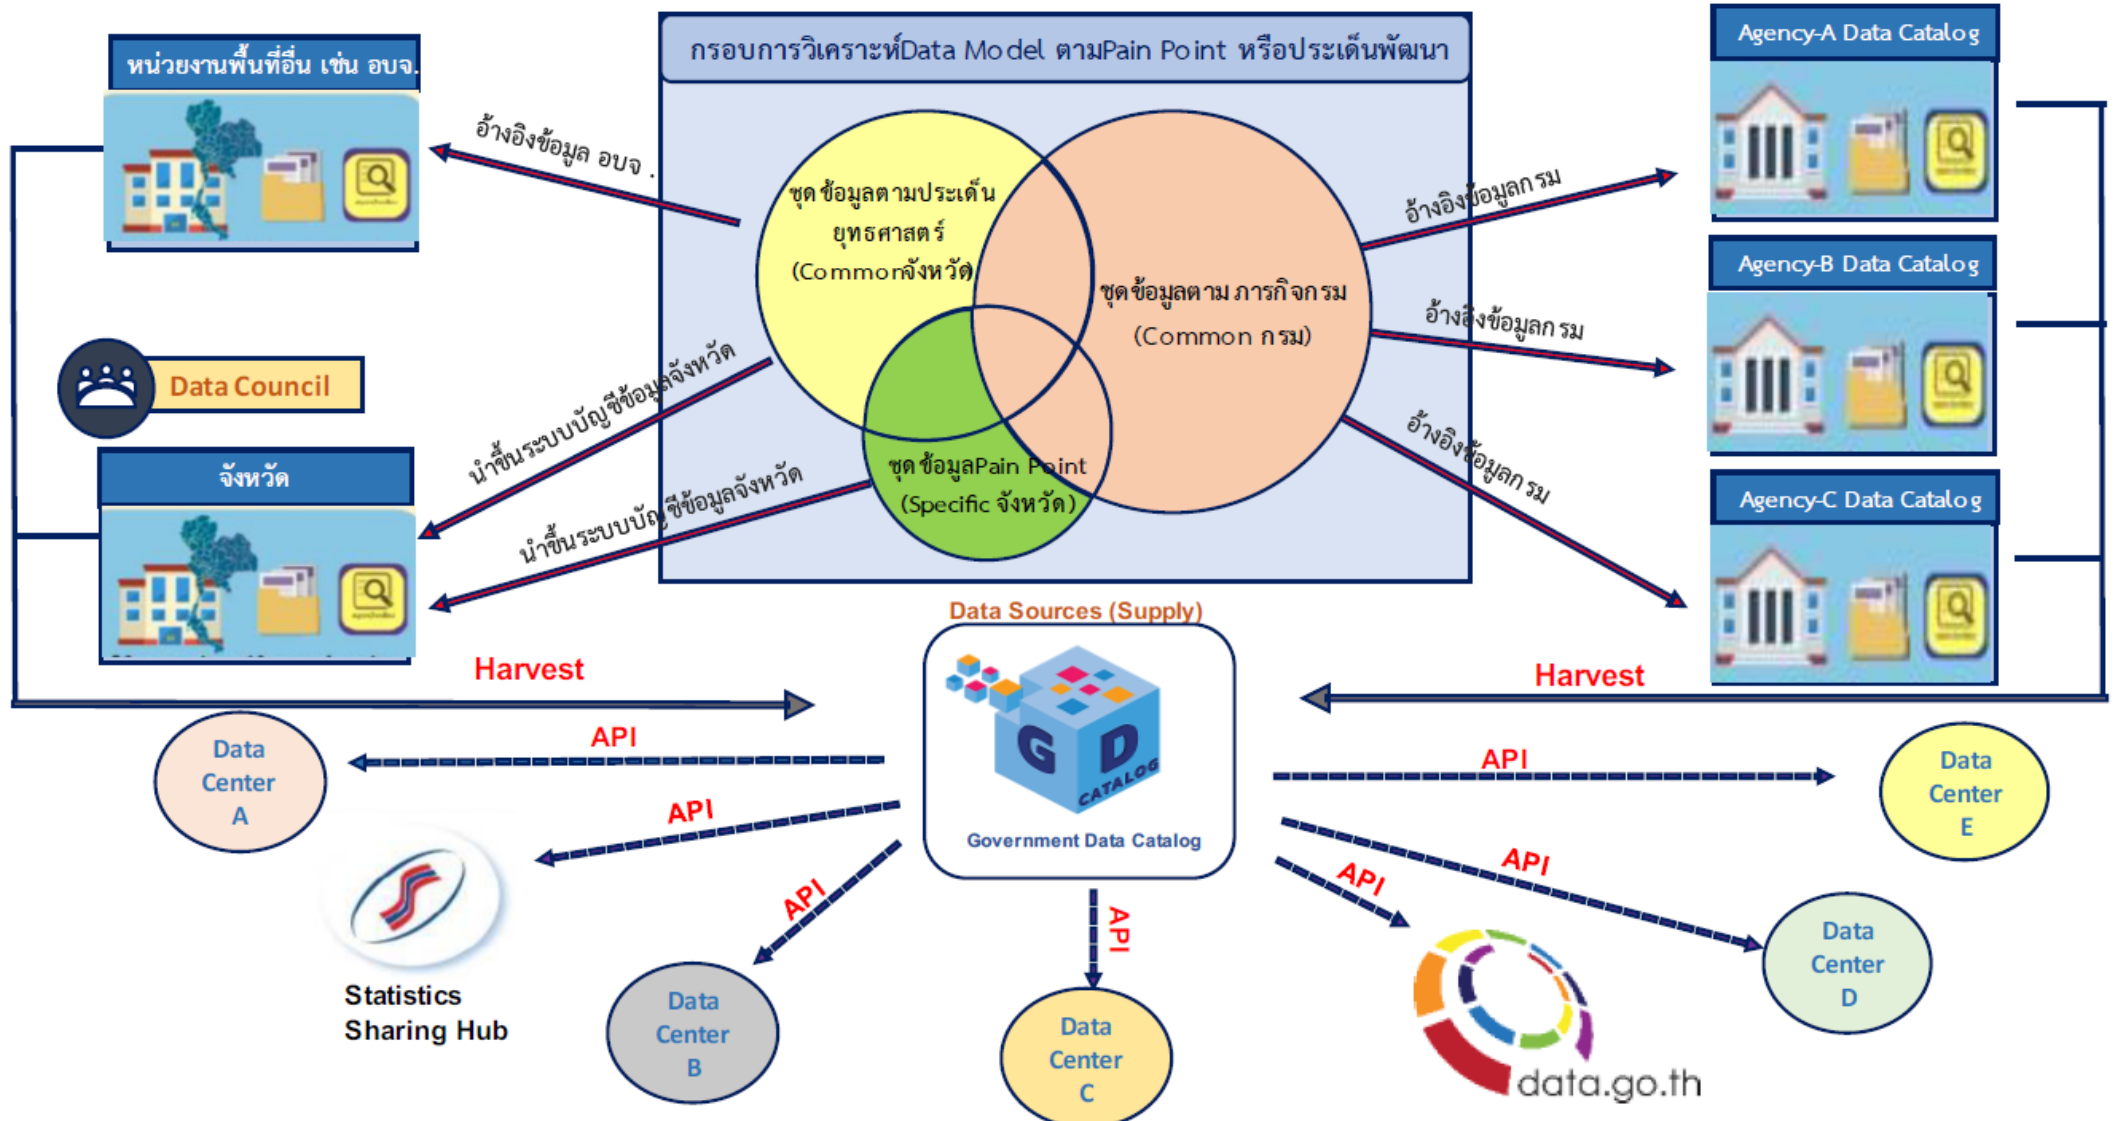 กรอบการวิเคราะห์Data Model ตามPain Point หรือประเด็นพัฒนา
หน่วยงานพื้นที่อื่น เช่น อบจ.
อ้างอิงข้อมูล อบจ .
ชุดข้อมูลตามประเด็น
ยุทธศาสตร์
(Commonจังหวัด)
ชุดข้อมูลตาม ภารกิจกรม
(Common กรม)
ชุดข้อมูลPain Point
(Specific จังหวัด)
อ้างอิงข้อมูลกรม
อ้างอิงข้อมูลกรม
อ้างอิงข้อมูลกรม
Agency-A Data Catalog
Agency-B Data Catalog
Agency-C Data Catalog
Data Council
จังหวัด
นำขึ้นระบบบัญชีข้อมูลจังหวัด
นำขึ้นระบบบัญชีข้อมูลจังหวัด
Data Sources (Supply)
Harvest
Harvest
G D
CATALOG
Government Data Catalog
API
API
API
API
API
API
API
Data
Center
A
Statistics
Sharing Hub
Data
Center
B
Data
Center
C
data.go.th
Data
Center
D
Data
Center
E